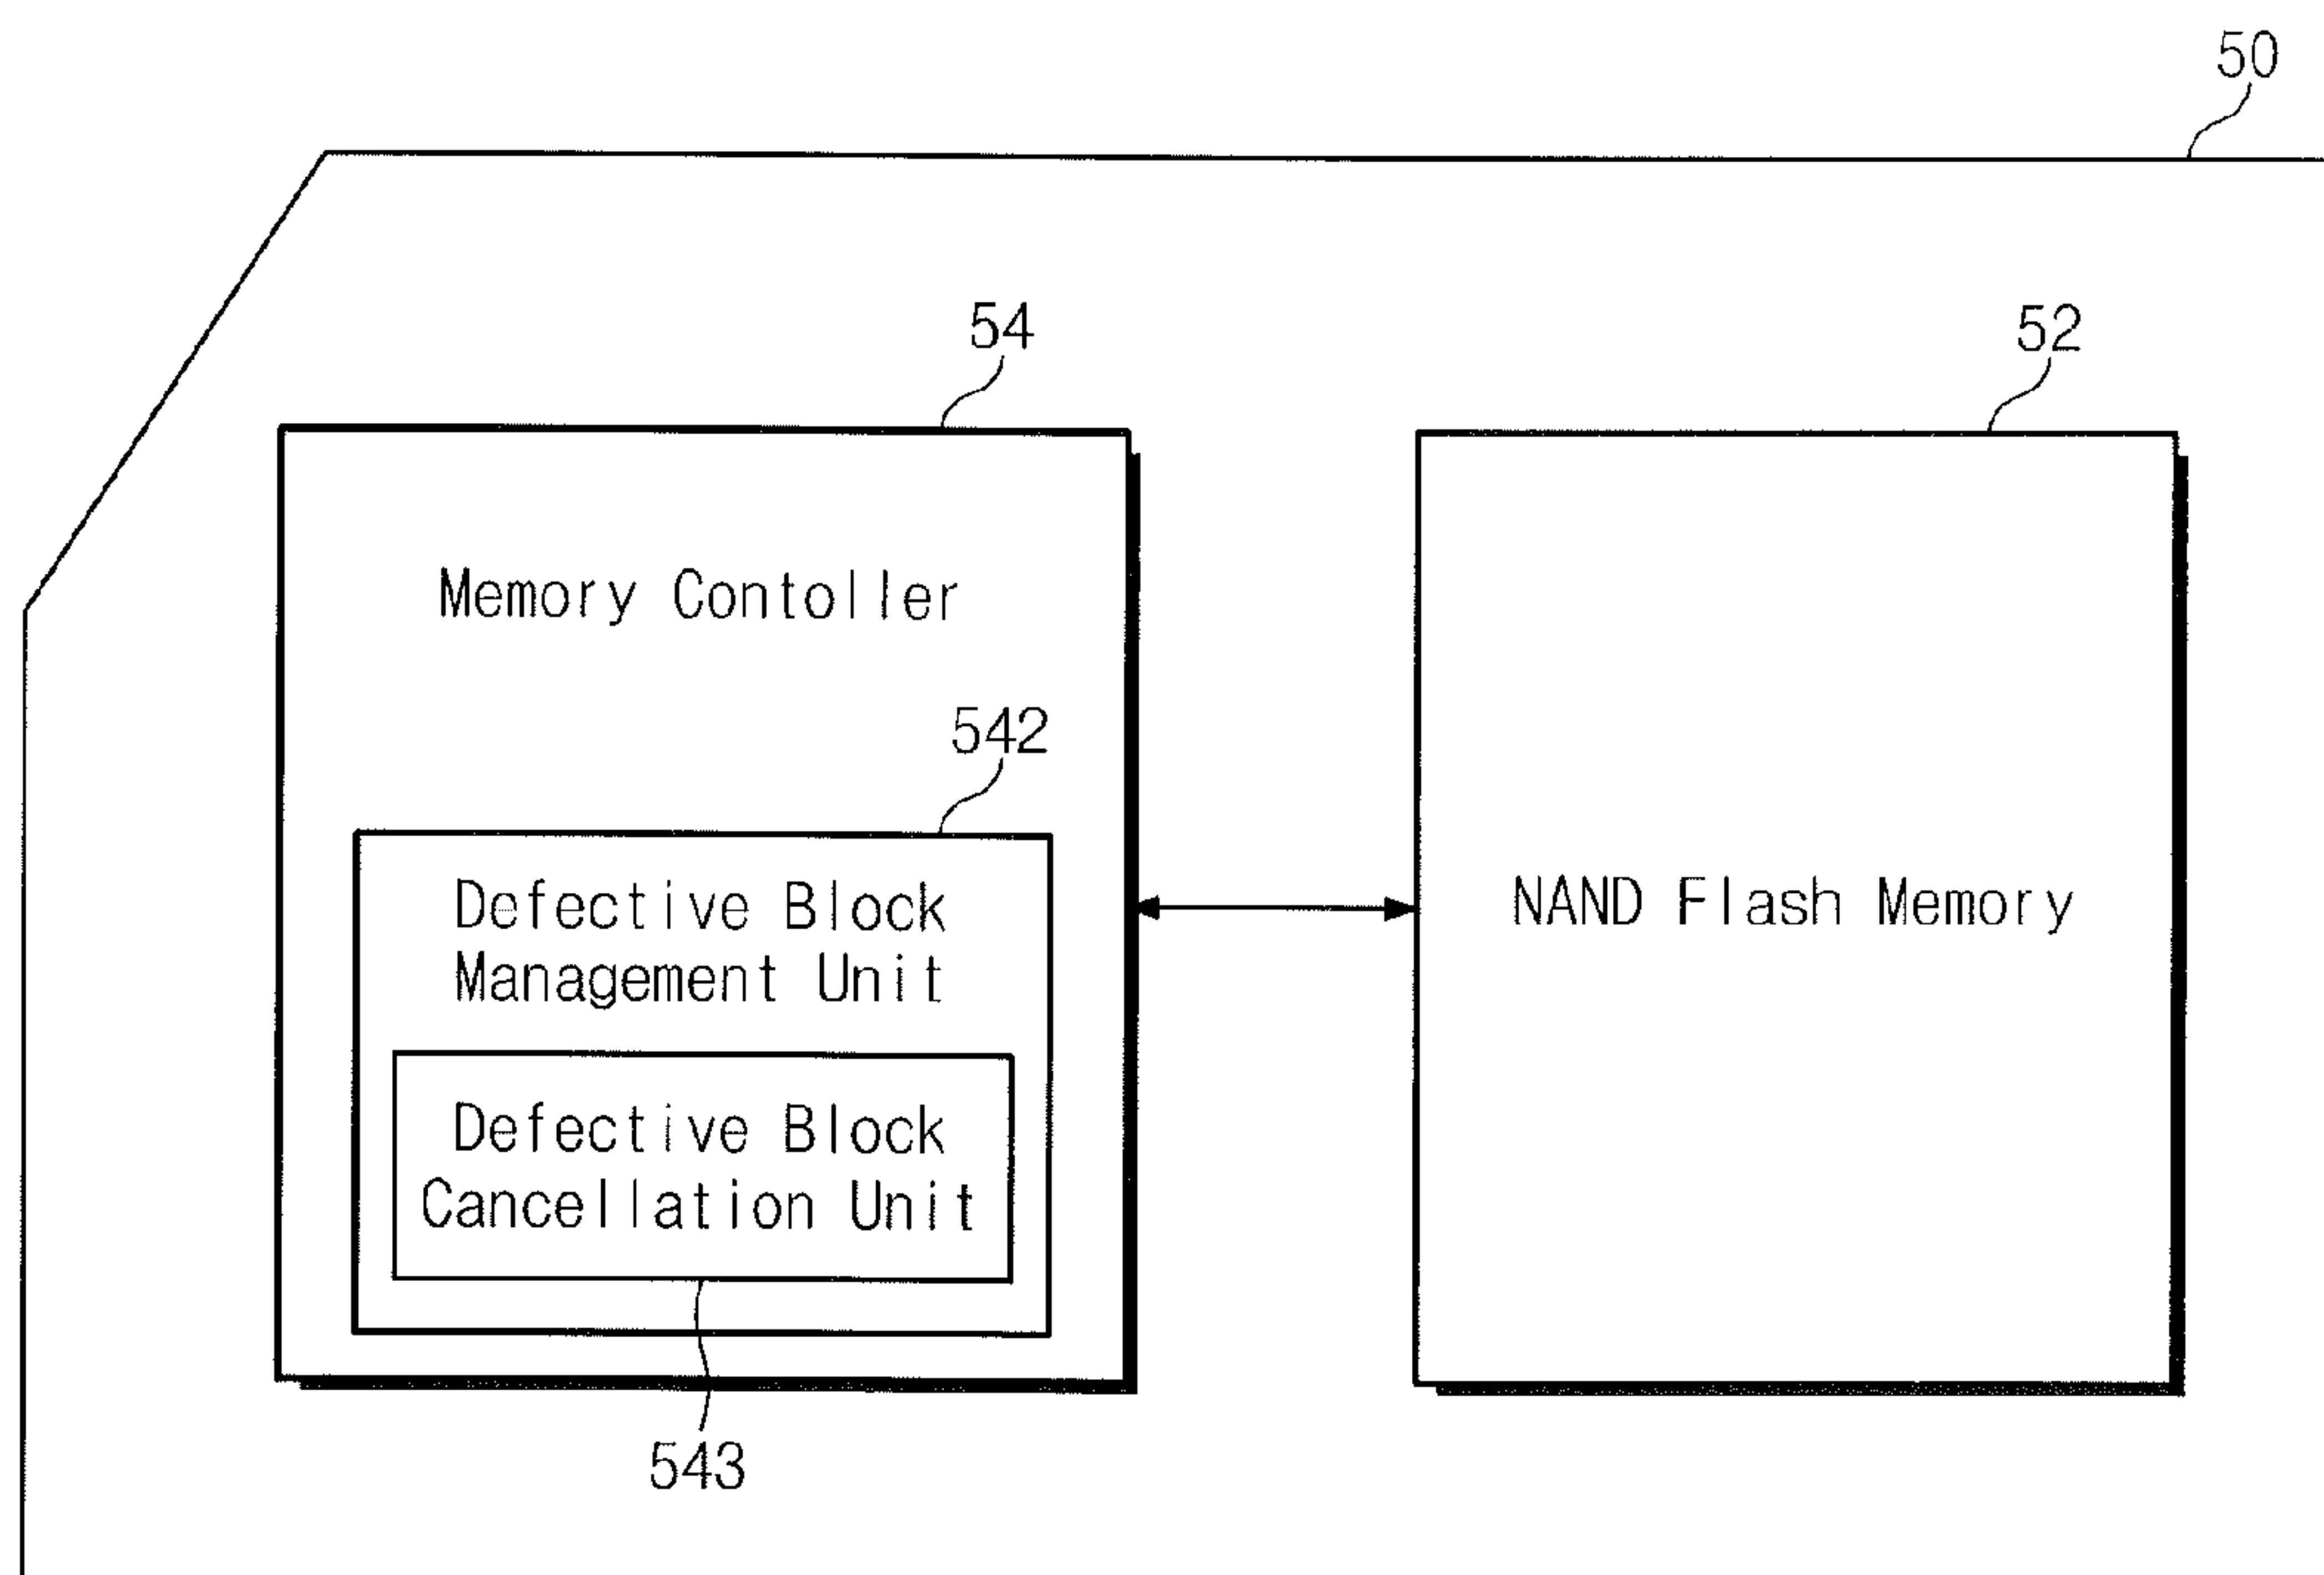 50
54
52
Memory Contoller
542
Defective Block
Management Unit
NAND Flash Memory
Defective Block
Cancellation Unit
543